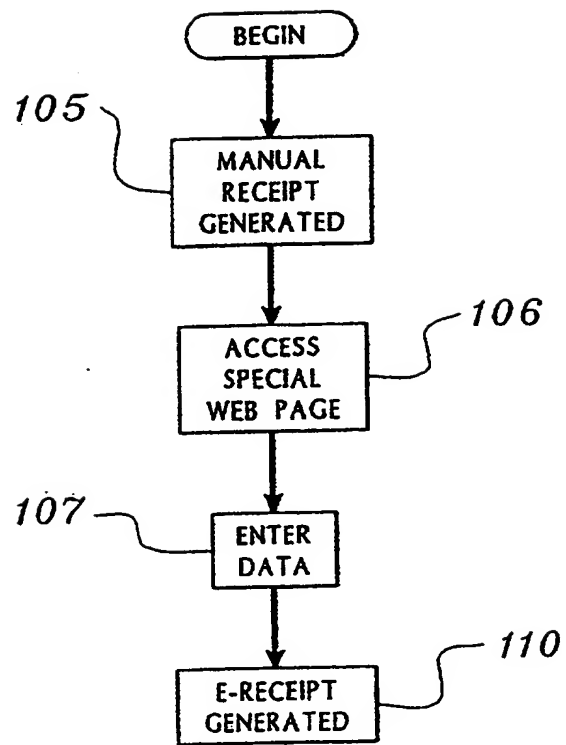 BEGIN
105
MANUAL
RECEIPT
GENERATED
106
ACCESS
SPECIAL
WEB PAGE
107
ENTER
DATA
110
E-RECEIPT
GENERATED